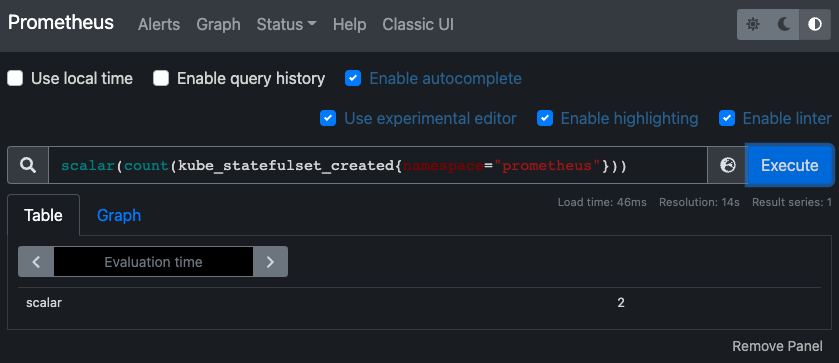 Prometheus Alerts Graph Status Help Classic UI
Use local time Enable query history Enable autocomplete
Use experimental editor Enable highlighting Enable linter
scalar(count(kube_statefulset_created{namespace="prometheus"})) Execute
Load time: 46ms Resolution: 14s Result series: 1
Table Graph
Evaluation time
scalar 2
Remove Panel